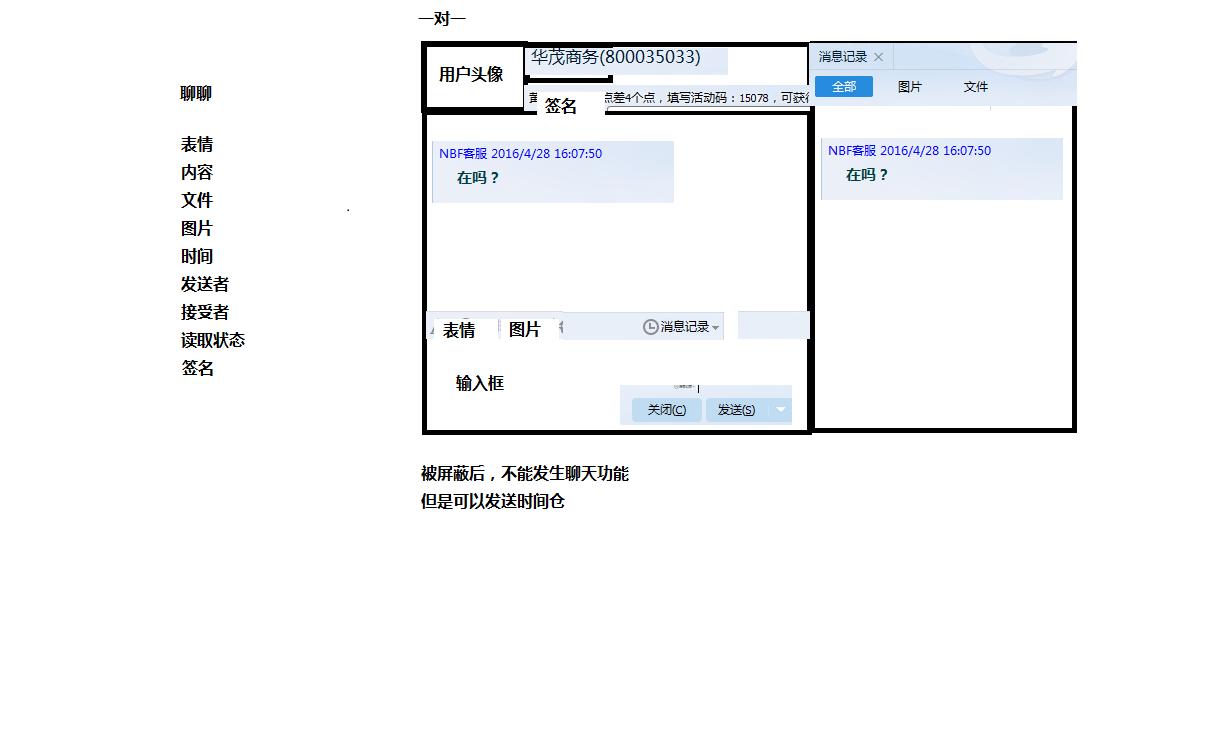 一对一
聊聊
表情
内容
文件
图片
时间
发送者
接受者
读取状态
签名
用户头像
华茂商务(800035033)
签名
点差4个点，填写活动码：15078，可获得
NBF客服 2016/4/28 16:07:50
在吗？
表情
图片
消息记录
输入框
关闭(C)
发送(S)
消息记录
全部
图片
文件
NBF客服 2016/4/28 16:07:50
在吗？
被屏蔽后，不能发生聊天功能
但是可以发送时间仓